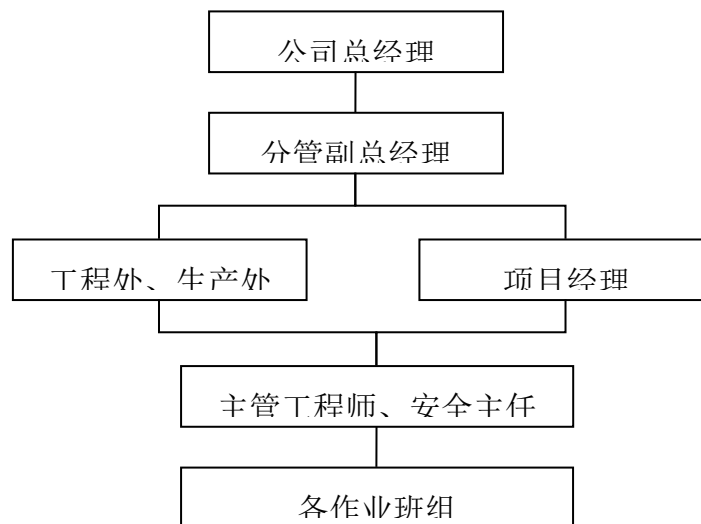 公司总经理
分管副总经理
工程处、生产处
项目经理
主管工程师、安全主任
各作业班组